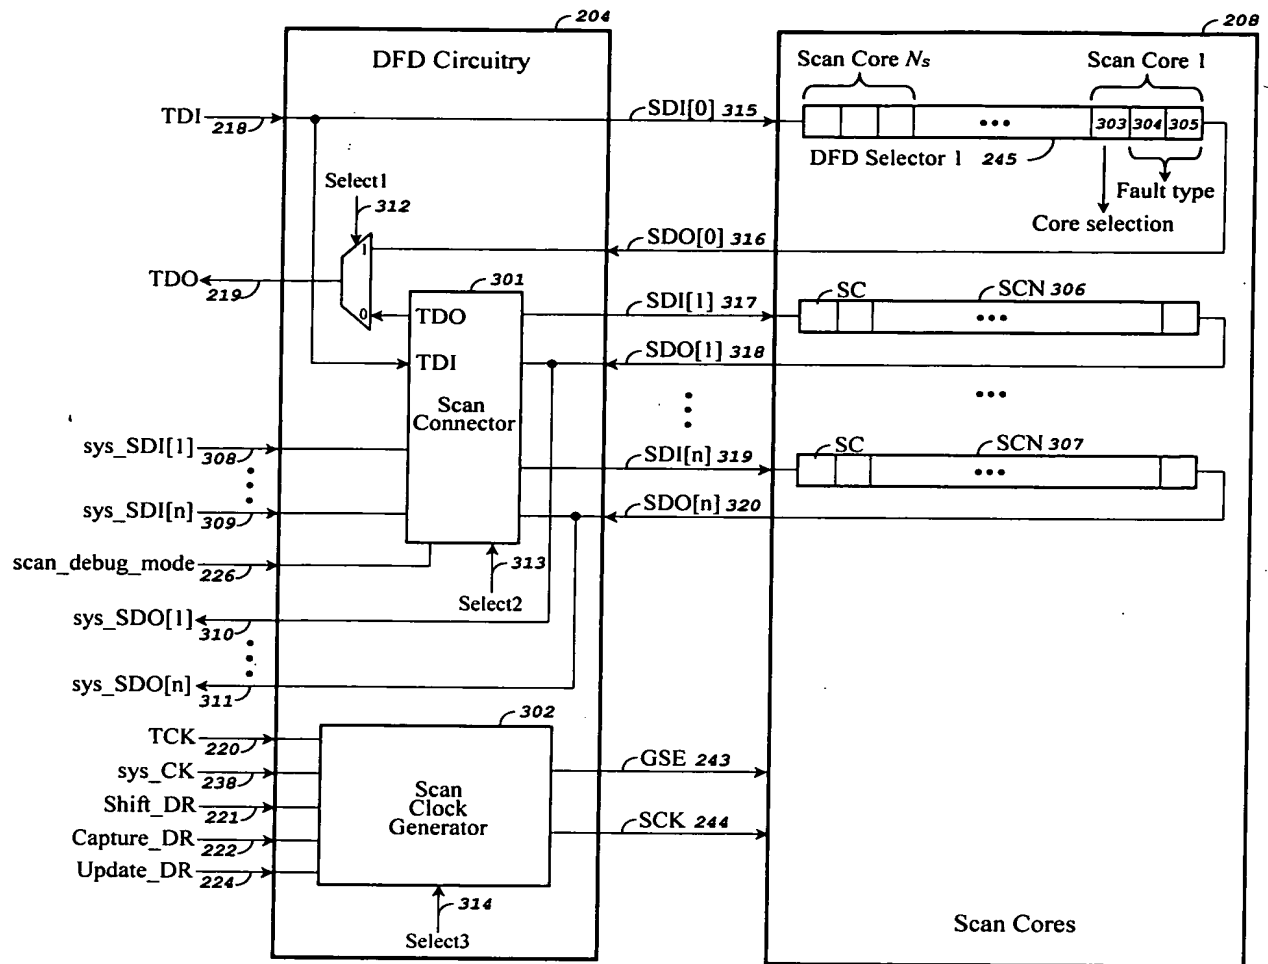 204
208
DFD Circuitry
Scan Core Ns
Scan Core 1
TDI
218
SDI[0] 315
303 304 305
DFD Selector 1 245
Fault type
Core selection
Select1
312
1
SDO[0] 316
TDO
219
0
301
TDO
TDI
Scan
Connector
SDI[1] 317
SC
SCN 306
SDO[1] 318
sys_SDI[1]
308
SDI[n] 319
SC
SCN 307
sys_SDI[n]
309
SDO[n] 320
scan_debug_mode
226
313
Select2
sys_SDO[1]
310
sys_SDO[n]
311
302
TCK
220
sys_CK
238
Shift_DR
221
Capture_DR
222
Update_DR
224
Scan
Clock
Generator
GSE 243
SCK 244
314
Select3
Scan Cores